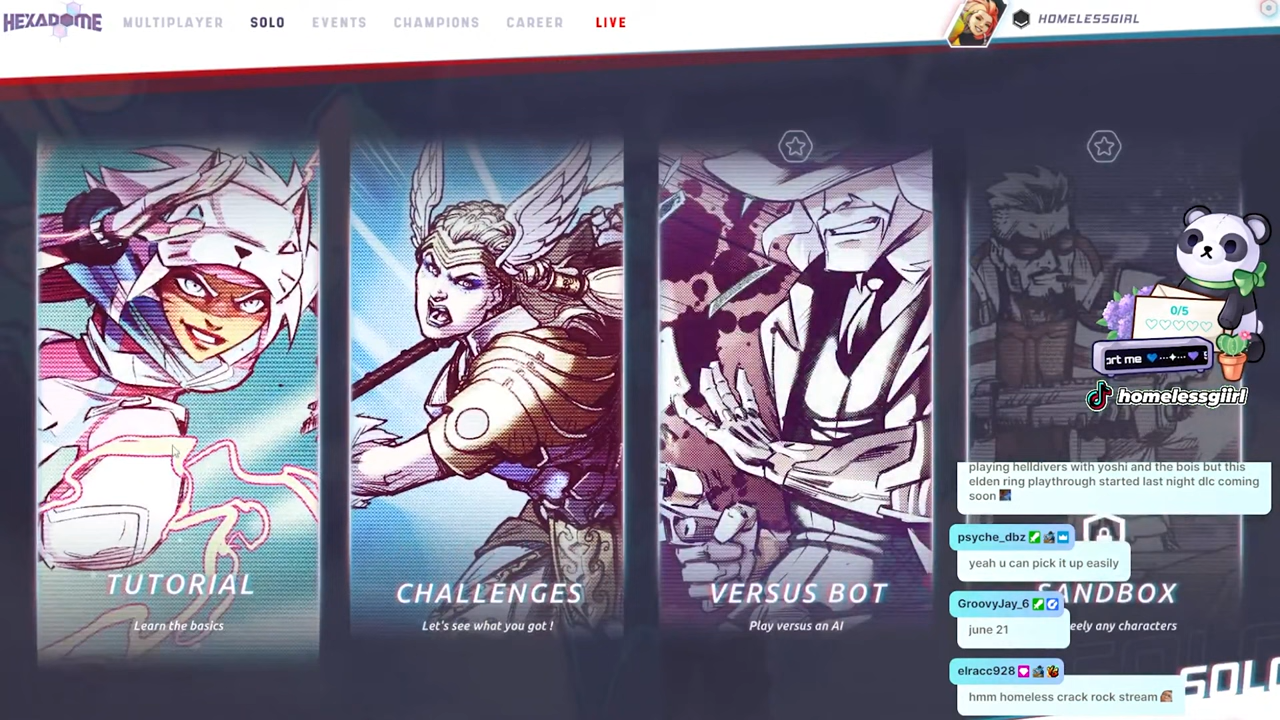 HEXADOME
MULTIPLAYER SOLO EVENTS CHAMPIONS CAREER LIVE
HOMELESSGIRL
0/5
ort me
homelessgiirl
playing helldivers with yoshi and the bois but this
elden ring playthrough started last night dlc coming
soon
psyche_dbz
yeah u can pick it up easily
GroovyJay_6
june 21
elracc928
hmm homeless crack rock stream
TUTORIAL
Learn the basics
CHALLENGES
Let's see what you got !
VERSUS BOT
Play versus an AI
SANDBOX
eely any characters
SOLO